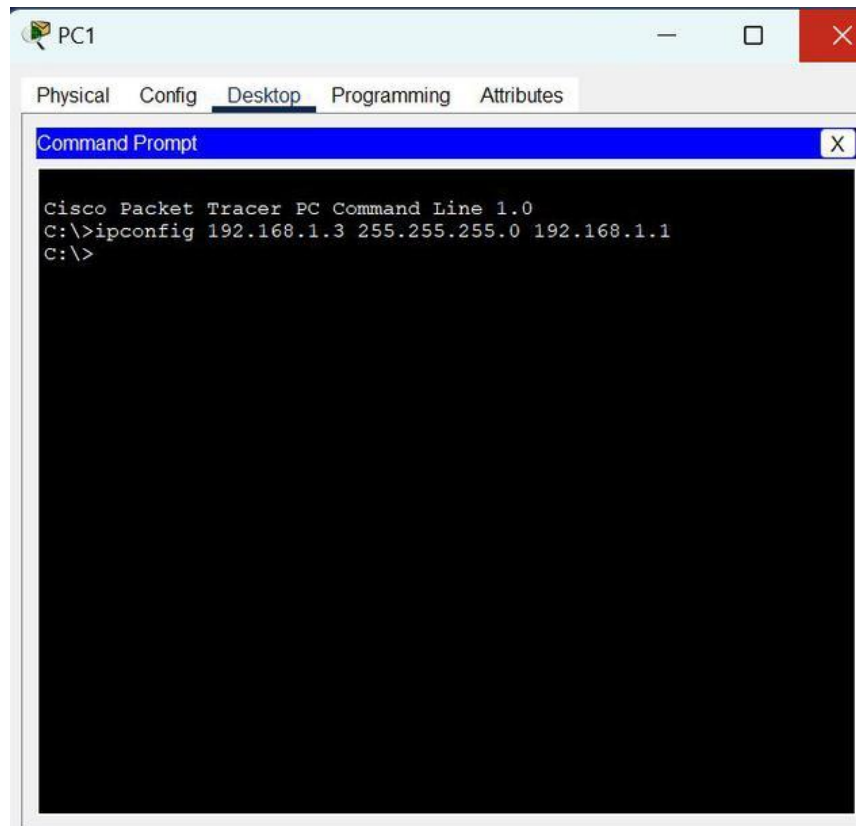 PC1
Physical Config Desktop Programming Attributes
Command Prompt X
Cisco Packet Tracer PC Command Line 1.0
C:\>ipconfig 192.168.1.3 255.255.255.0 192.168.1.1
C:\>